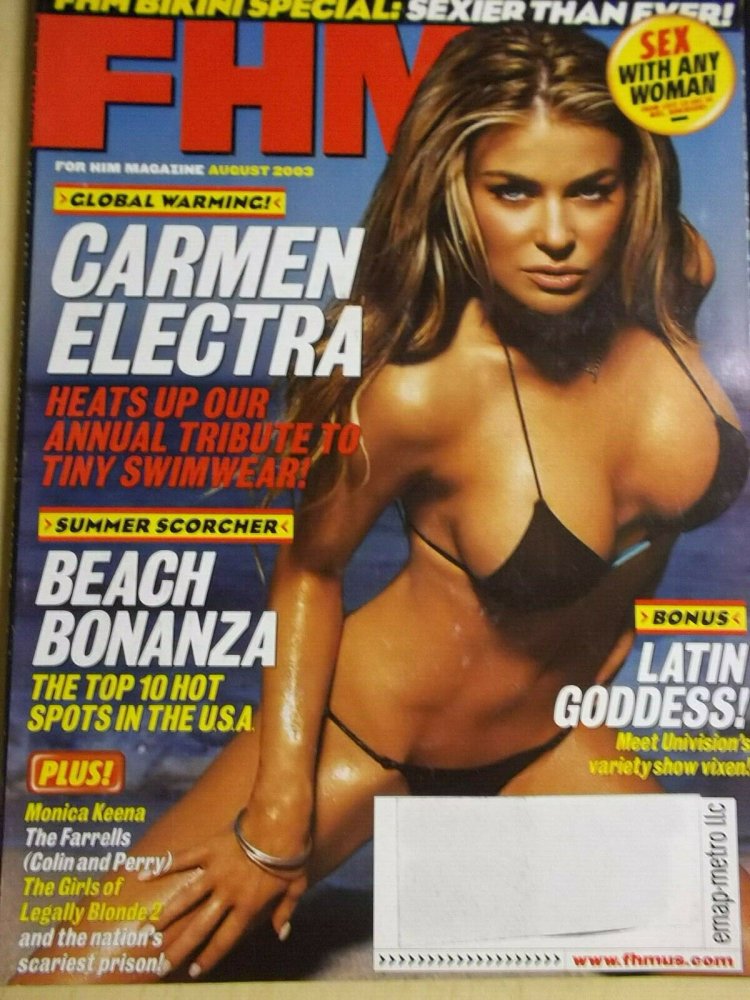 FHM BIKINI SPECIAL: SEXIER THAN EVER!
FHM
SEX
WITH ANY
WOMAN
FOR HIM MAGAZINE AUGUST 2003
>GLOBAL WARMING!<
CARMEN
ELECTRA
HEATS UP OUR
ANNUAL TRIBUTE TO
TINY SWIMWEAR!
>SUMMER SCORCHER<
BEACH
BONANZA
THE TOP 10 HOT
SPOTS IN THE U.S.A.
>BONUS<
LATIN
GODDESS!
Meet Univision's
variety show vixen!
PLUS!
Monica Keena
The Farrells
(Colin and Perry)
The Girls of
Legally Blonde 2
and the nation's
scariest prison!
emap-metro llc
>>>>>>>>>>>>>>>>>>>>>>> www.fhmus.com